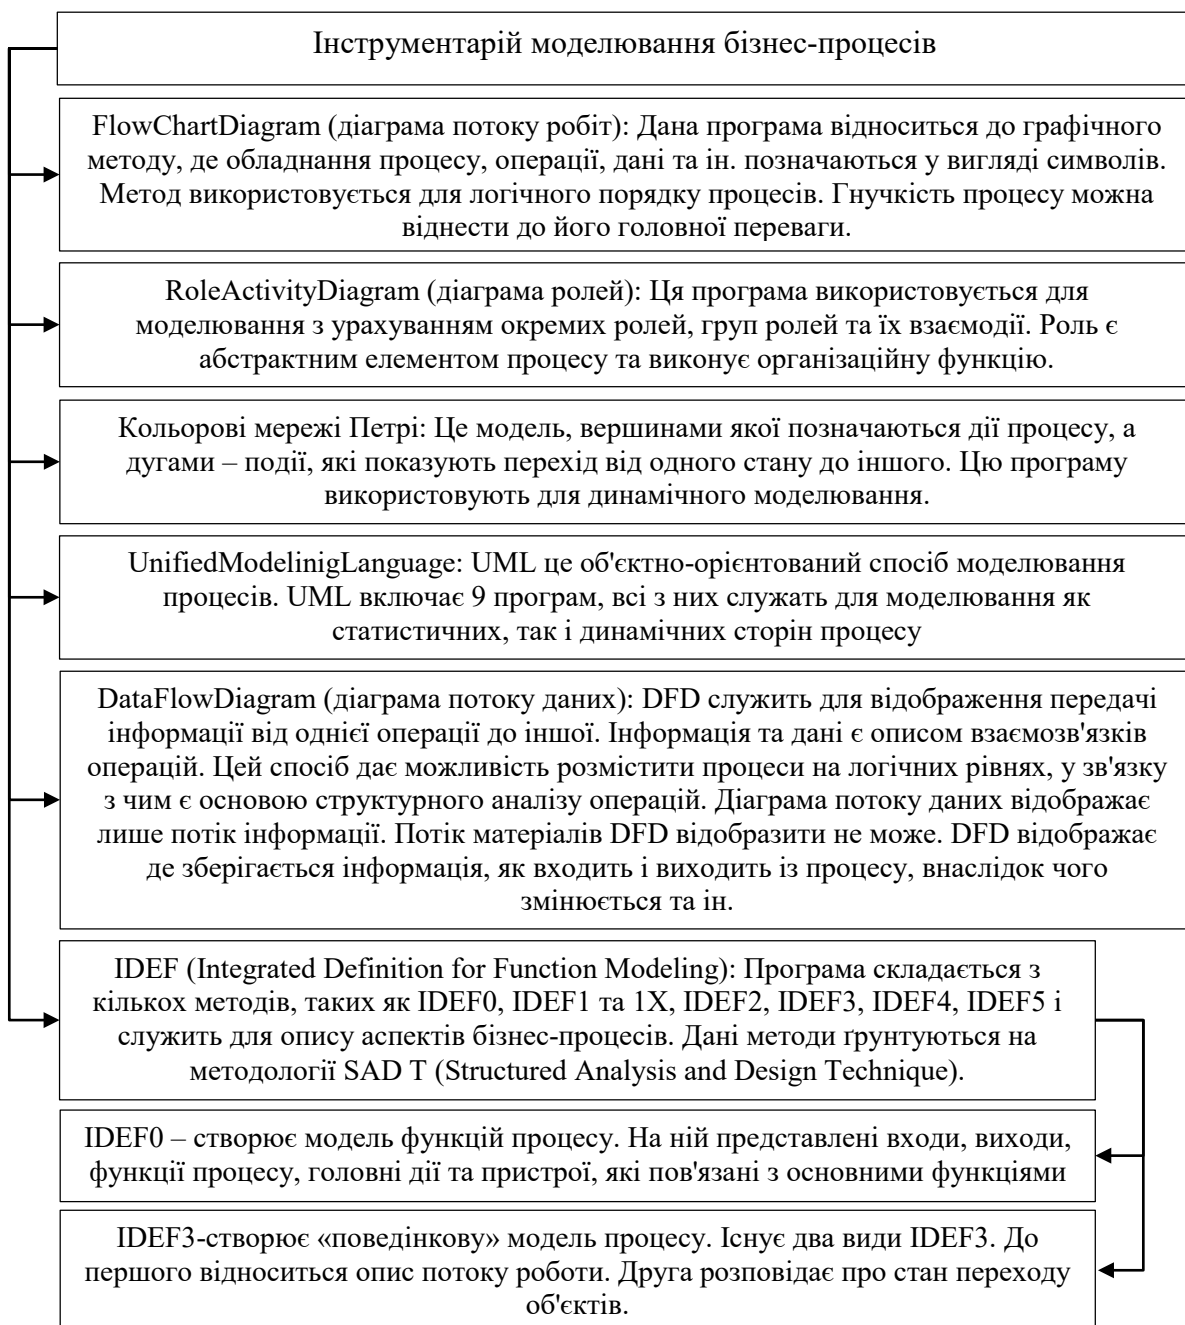 Інструментарій моделювання бізнес-процесів
FlowChartDiagram (діаграма потоку робіт): Дана програма відноситься до графічного
методу, де обладнання процесу, операції, дані та ін. позначаються у вигляді символів.
Метод використовується для логічного порядку процесів. Гнучкість процесу можна
віднести до його головної переваги.
RoleActivityDiagram (діаграма ролей): Ця програма використовується для
моделювання з урахуванням окремих ролей, груп ролей та їх взаємодії. Роль є
абстрактним елементом процесу та виконує організаційну функцію.
Кольорові мережі Петрі: Це модель, вершинами якої позначаються дії процесу, а
дугами – події, які показують перехід від одного стану до іншого. Цю програму
використовують для динамічного моделювання.
UnifiedModelinigLanguage: UML це об'єктно-орієнтований спосіб моделювання
процесів. UML включає 9 програм, всі з них служать для моделювання як
статистичних, так і динамічних сторін процесу
DataFlowDiagram (діаграма потоку даних): DFD служить для відображення передачі
інформації від однієї операції до іншої. Інформація та дані є описом взаємозв'язків
операцій. Цей спосіб дає можливість розмістити процеси на логічних рівнях, у зв'язку
з чим є основою структурного аналізу операцій. Діаграма потоку даних відображає
лише потік інформації. Потік матеріалів DFD відобразити не може. DFD відображає
де зберігається інформація, як входить і виходить із процесу, внаслідок чого
змінюється та ін.
IDEF (Integrated Definition for Function Modeling): Програма складається з
кількох методів, таких як IDEF0, IDEF1 та 1X, IDEF2, IDEF3, IDEF4, IDEF5 і
служить для опису аспектів бізнес-процесів. Дані методи ґрунтуються на
методології SAD T (Structured Analysis and Design Technique).
IDEF0 – створює модель функцій процесу. На ній представлені входи, виходи,
функції процесу, головні дії та пристрої, які пов'язані з основними функціями
IDEF3-створює «поведінкову» модель процесу. Існує два види IDEF3. До
першого відноситься опис потоку роботи. Друга розповідає про стан переходу
об'єктів.